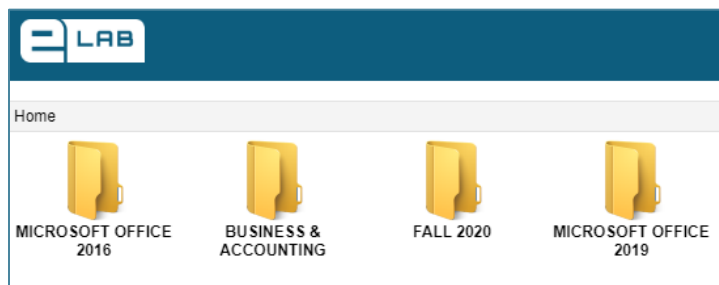 e LAB
Home
MICROSOFT OFFICE
2016
BUSINESS &
ACCOUNTING
FALL 2020
MICROSOFT OFFICE
2019